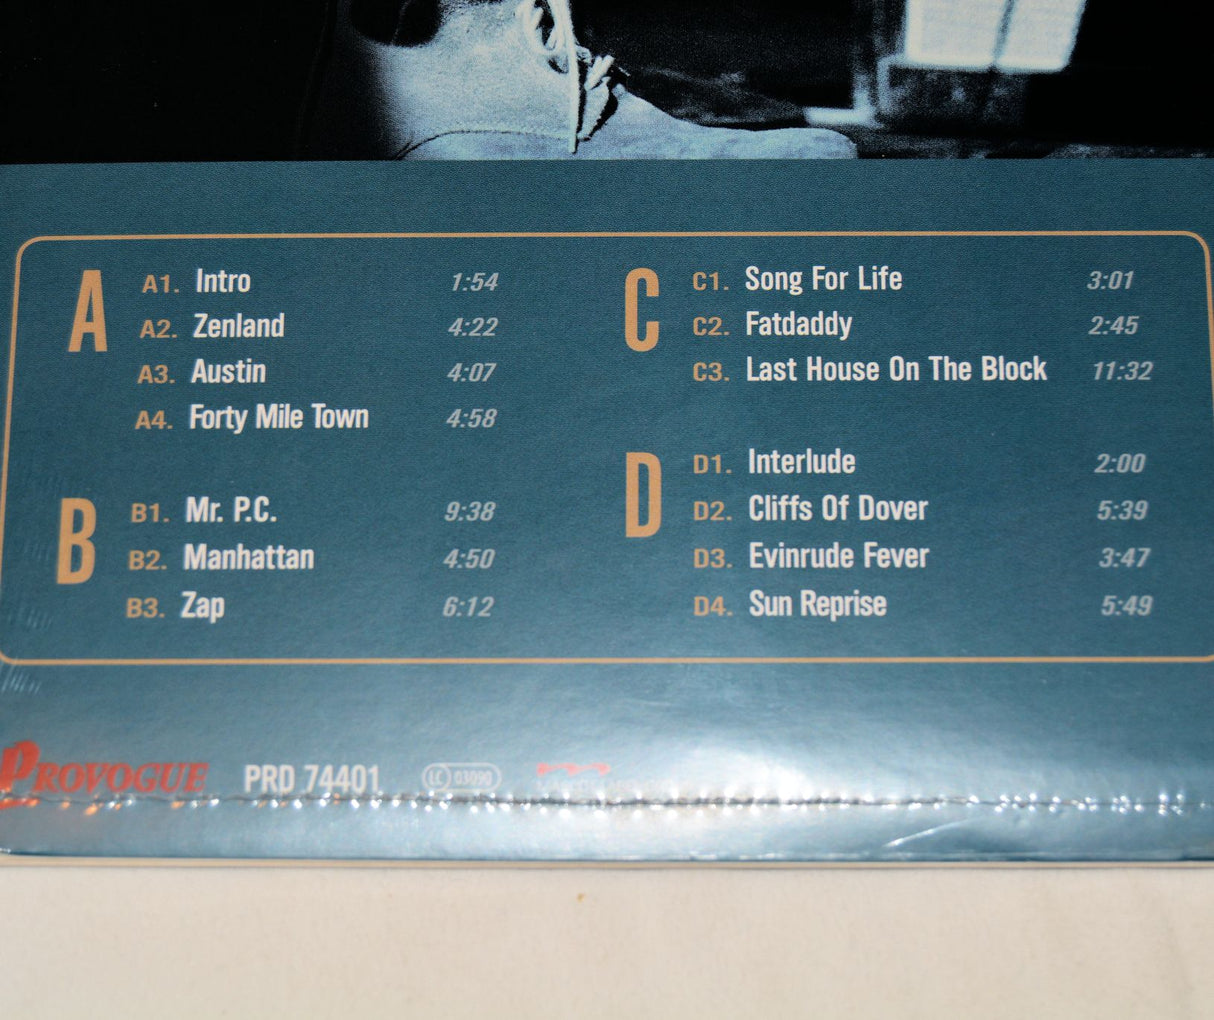 A
A1. Intro 1:54
A2. Zenland 4:22
A3. Austin 4:07
A4. Forty Mile Town 4:58
B
B1. Mr. P.C. 9:38
B2. Manhattan 4:50
B3. Zap 6:12
C
C1. Song For Life 3:01
C2. Fatdaddy 2:45
C3. Last House On The Block 11:32
D
D1. Interlude 2:00
D2. Cliffs Of Dover 5:39
D3. Evinrude Fever 3:47
D4. Sun Reprise 5:49
PROVOGUE PRD 74401 LC 03090